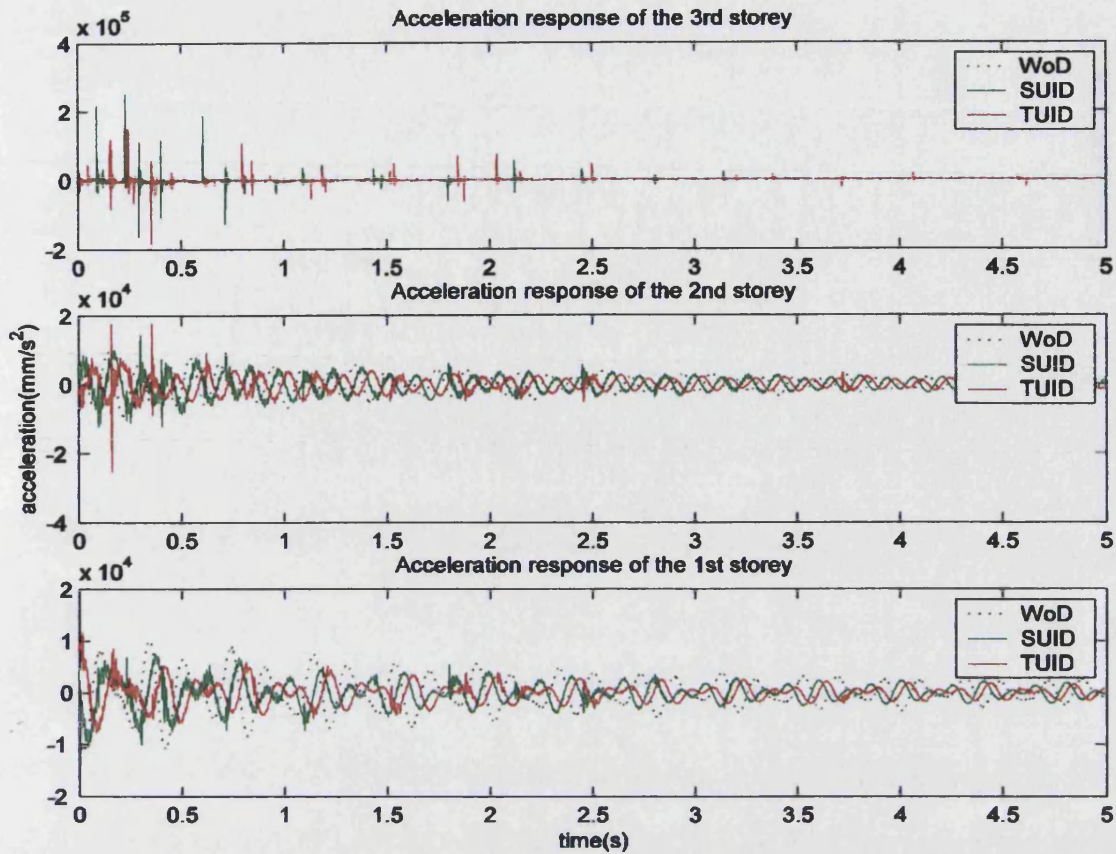 Acceleration response of the 3rd storey
x 10^5
4
2
0
-2
WoD
SUID
TUID
0 0.5 1 1.5 2 2.5 3 3.5 4 4.5 5
Acceleration response of the 2nd storey
x 10^4
2
0
-2
-4
WoD
SUID
TUID
acceleration(mm/s^2)
0 0.5 1 1.5 2 2.5 3 3.5 4 4.5 5
Acceleration response of the 1st storey
x 10^4
2
1
0
-1
-2
WoD
SUID
TUID
0 0.5 1 1.5 2 2.5 3 3.5 4 4.5 5
time(s)